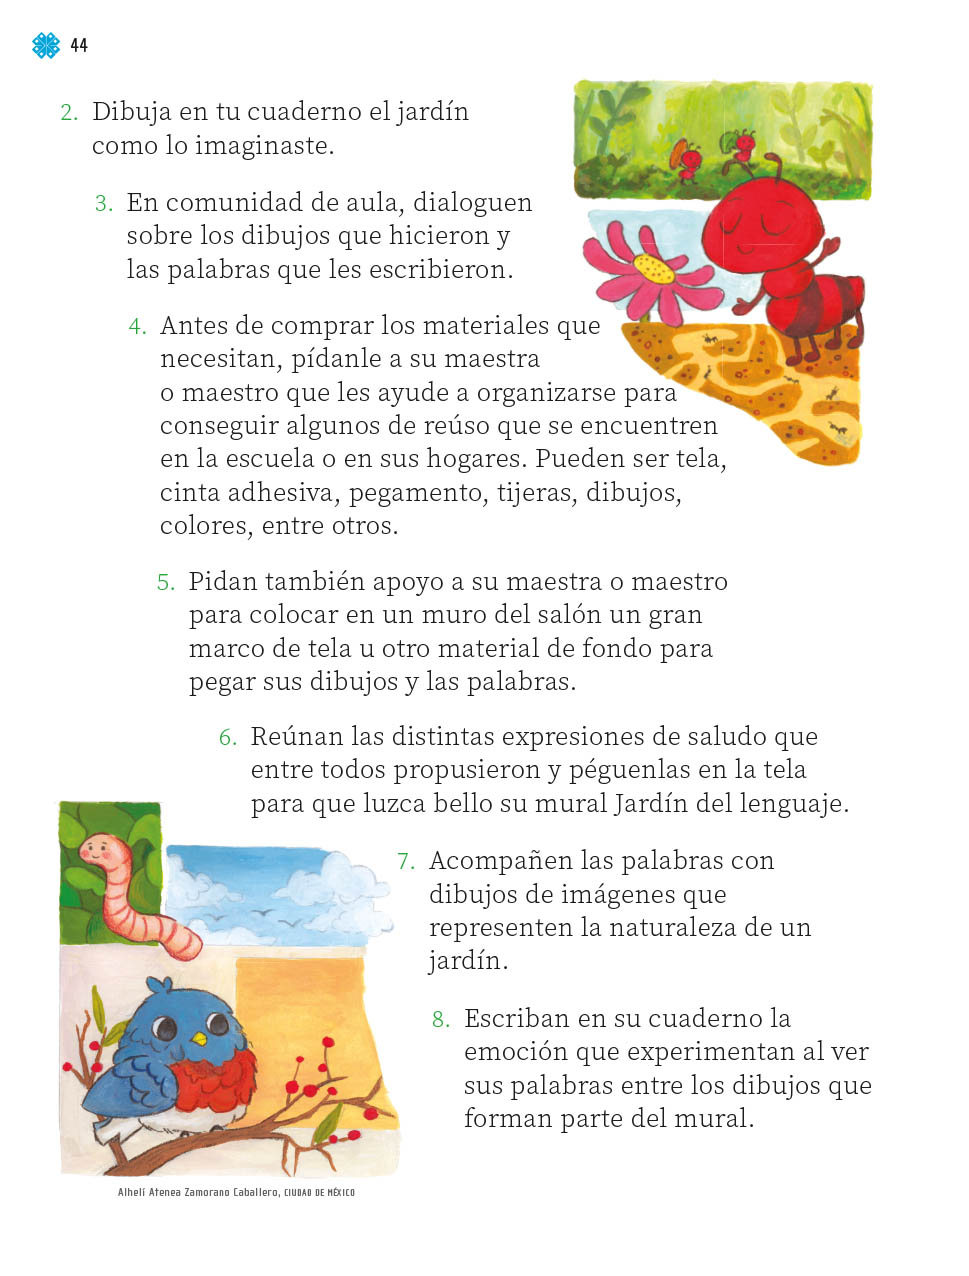 44
2. Dibuja en tu cuaderno el jardín
como lo imaginaste.
3. En comunidad de aula, dialoguen
sobre los dibujos que hicieron y
las palabras que les escribieron.
4. Antes de comprar los materiales que
necesitan, pídanle a su maestra
o maestro que les ayude a organizarse para
conseguir algunos de reúso que se encuentren
en la escuela o en sus hogares. Pueden ser tela,
cinta adhesiva, pegamento, tijeras, dibujos,
colores, entre otros.
5. Pidan también apoyo a su maestra o maestro
para colocar en un muro del salón un gran
marco de tela u otro material de fondo para
pegar sus dibujos y las palabras.
6. Reúnan las distintas expresiones de saludo que
entre todos propusieron y péguenlas en la tela
para que luzca bello su mural Jardín del lenguaje.
7. Acompañen las palabras con
dibujos de imágenes que
representen la naturaleza de un
jardín.
8. Escriban en su cuaderno la
emoción que experimentan al ver
sus palabras entre los dibujos que
forman parte del mural.
Alhelí Atenea Zamorano Caballero, CIUDAD DE MÉXICO